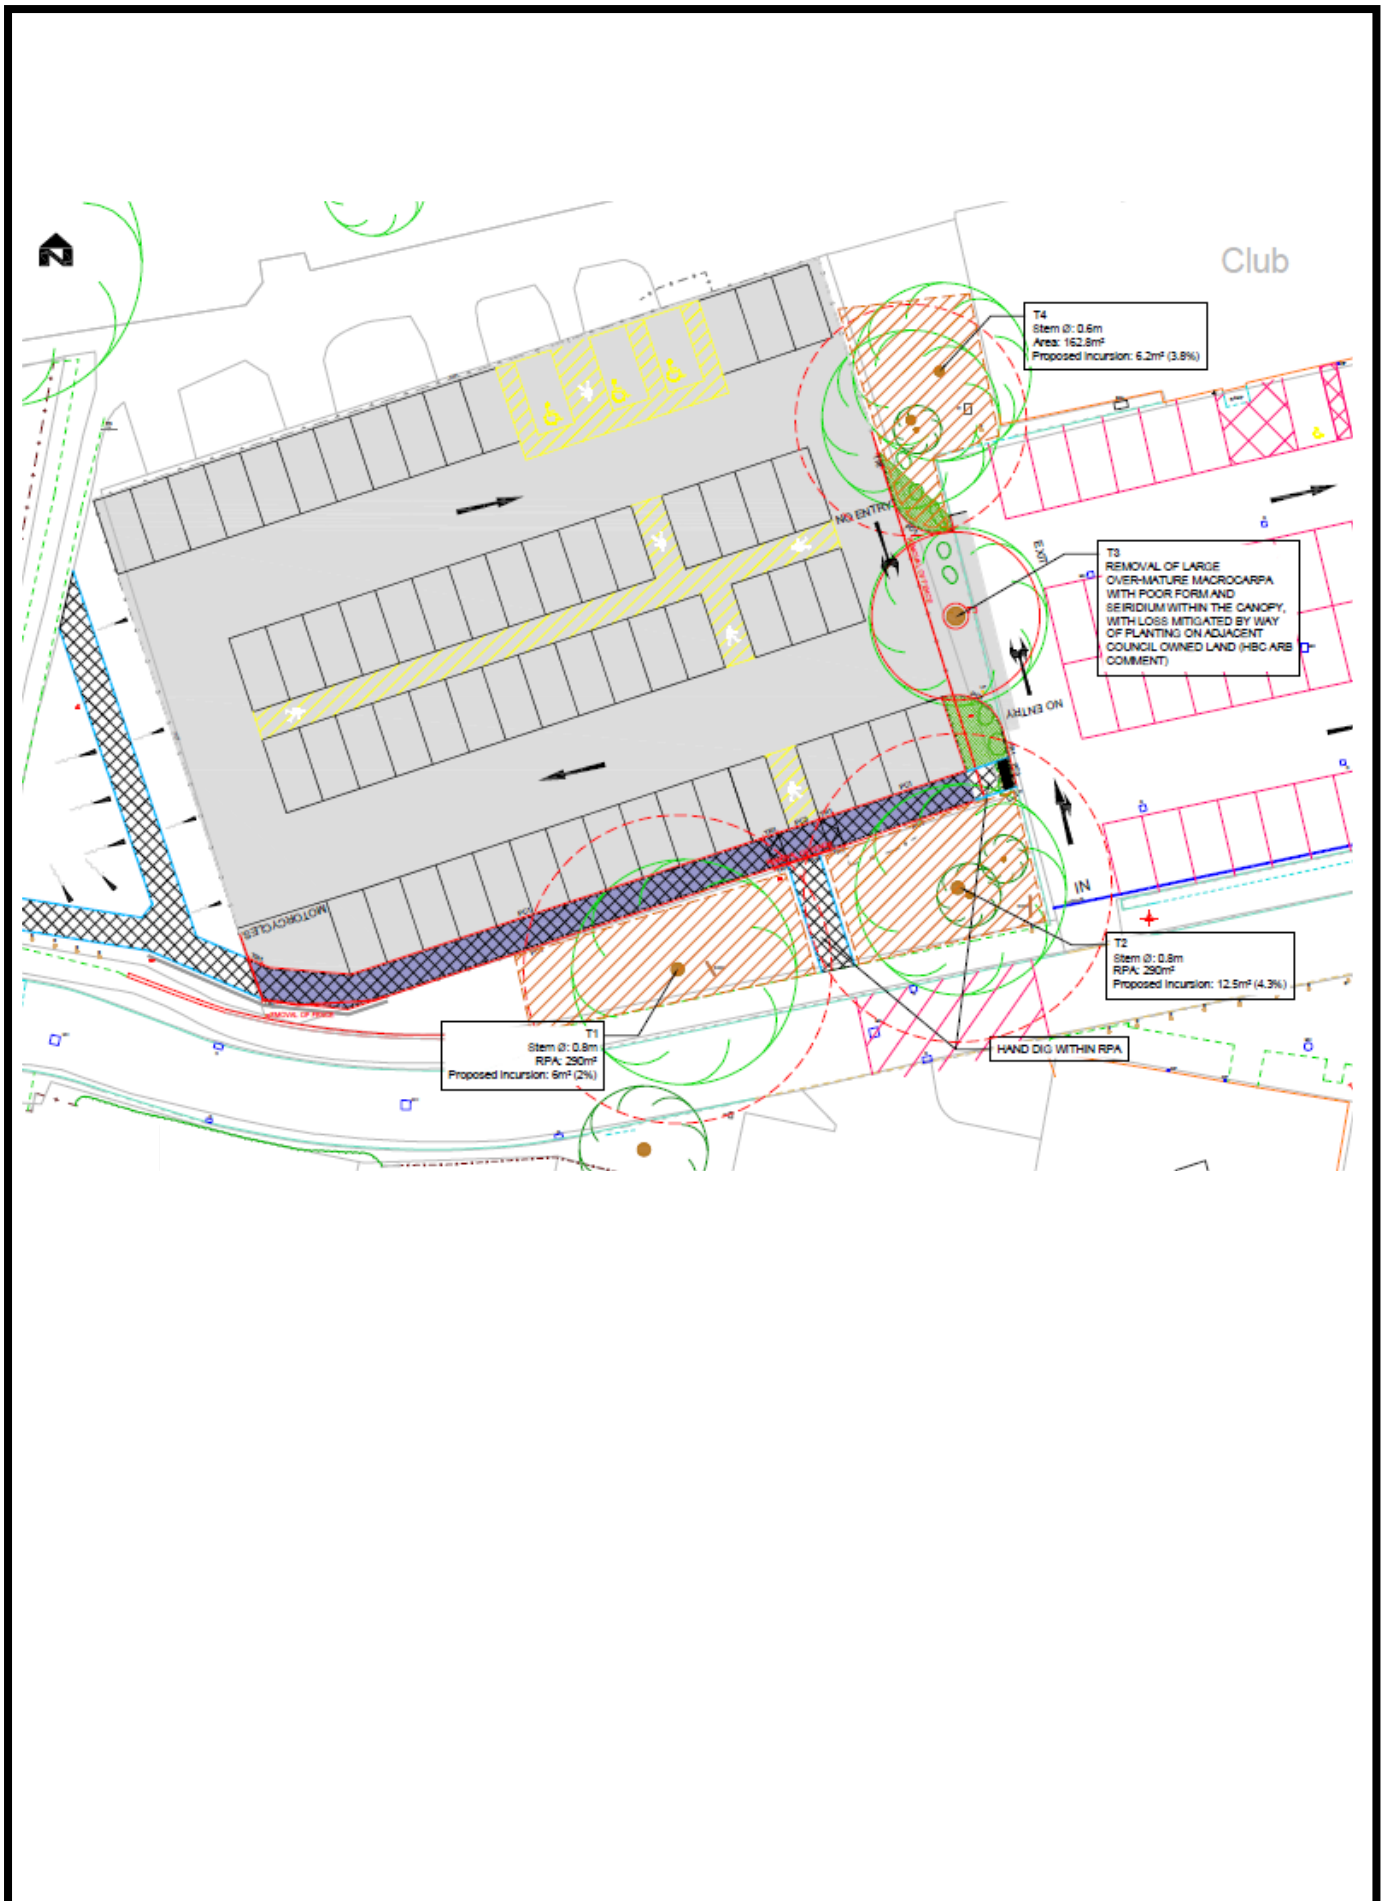 Club
T4
Stem Ø: 0.6m
Area: 162.8m²
Proposed Incursion: 6.2m² (3.8%)
NO ENTRY
EXIT
T3
REMOVAL OF LARGE
OVER-MATURE MACROCARPA
WITH POOR FORM AND
SEIRIDIUM WITHIN THE CANOPY,
WITH LOSS MITIGATED BY WAY
OF PLANTING ON ADJACENT
COUNCIL OWNED LAND (HBC ARB
COMMENT)
NO ENTRY
MOTORCYCLES
IN
T2
Stem Ø: 0.8m
RPA: 290m²
Proposed Incursion: 12.5m² (4.3%)
REMOVAL OF FENCE
T1
Stem Ø: 0.8m
RPA: 290m²
Proposed Incursion: 6m² (2%)
HAND DIG WITHIN RPA